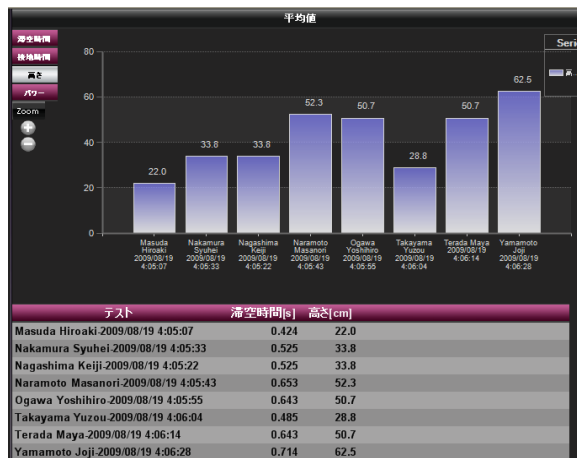 平均値
滞空時間
接地時間
高さ
パワー
Zoom
Seri
高
80
60
40
20
0
22.0
33.8
33.8
52.3
50.7
28.8
50.7
62.5
Masuda
Hiroaki
2009/08/19
4:05:07
Nakamura
Syuhei
2009/08/19
4:05:33
Nagashima
Keiji
2009/08/19
4:05:22
Naramoto
Masanori
2009/08/19
4:05:43
Ogawa
Yoshihiro
2009/08/19
4:05:55
Takayama
Yuzou
2009/08/19
4:06:04
Terada Maya
2009/08/19
4:06:14
Yamamoto
Joji
2009/08/19
4:06:28
テスト 滞空時間[s] 高さ[cm]
Masuda Hiroaki-2009/08/19 4:05:07 0.424 22.0
Nakamura Syuhei-2009/08/19 4:05:33 0.525 33.8
Nagashima Keiji-2009/08/19 4:05:22 0.525 33.8
Naramoto Masanori-2009/08/19 4:05:43 0.653 52.3
Ogawa Yoshihiro-2009/08/19 4:05:55 0.643 50.7
Takayama Yuzou-2009/08/19 4:06:04 0.485 28.8
Terada Maya-2009/08/19 4:06:14 0.643 50.7
Yamamoto Joji-2009/08/19 4:06:28 0.714 62.5